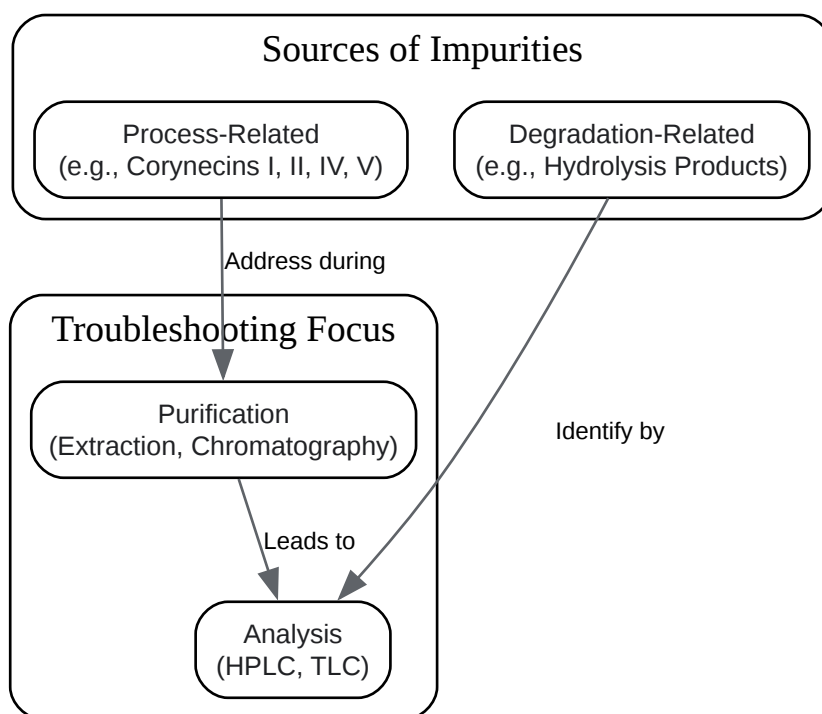 Sources of Impurities
Process-Related
(e.g., Corynecins I, II, IV, V)
Degradation-Related
(e.g., Hydrolysis Products)
Address during
Troubleshooting Focus
Purification
(Extraction, Chromatography)
Identify by
Leads to
Analysis
(HPLC, TLC)